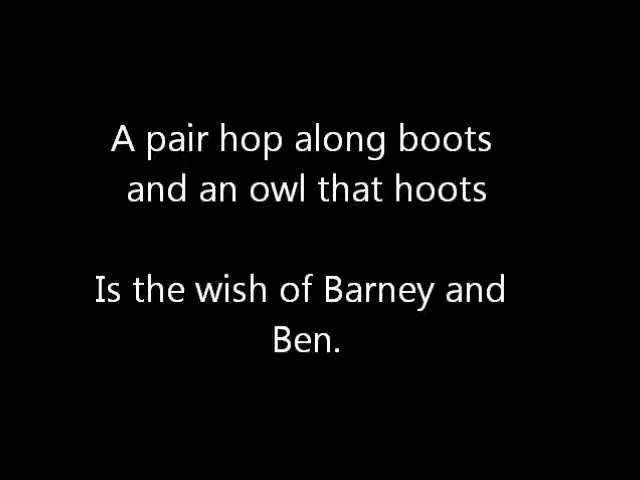 A pair hop along boots
and an owl that hoots
Is the wish of Barney and
Ben.